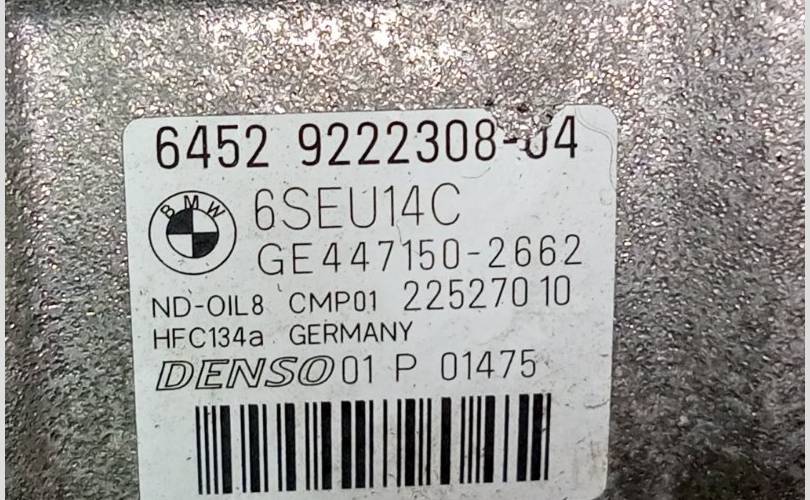 6452 9222308-04
BMW
6SEU14C
GE447150-2662
ND-OIL8 CMP01 22527010
HFC134a GERMANY
DENSO 01 P 01475